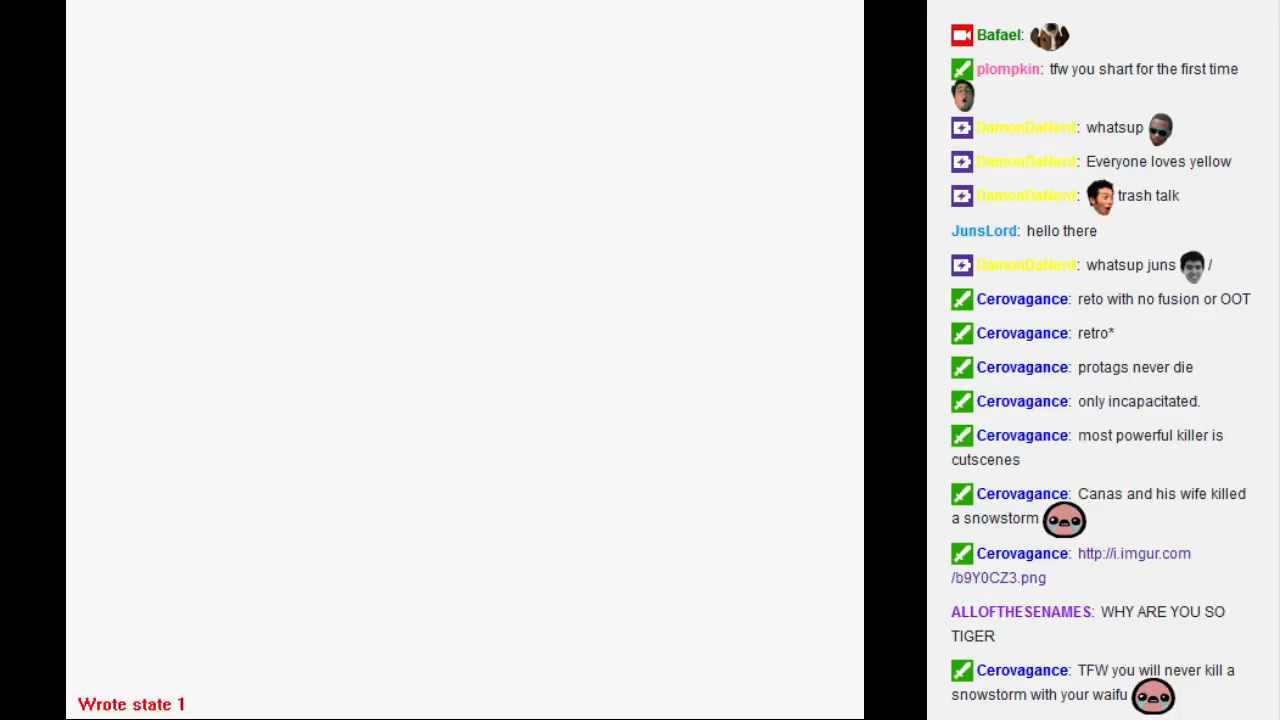 Bafael:
plompkin: tfw you shart for the first time
DamonDaNerd: whatsup
DamonDaNerd: Everyone loves yellow
DamonDaNerd: trash talk
JunsLord: hello there
DamonDaNerd: whatsup juns /
Cerovagance: reto with no fusion or OOT
Cerovagance: retro*
Cerovagance: protags never die
Cerovagance: only incapacitated.
Cerovagance: most powerful killer is
cutscenes
Cerovagance: Canas and his wife killed
a snowstorm
Cerovagance: http://i.imgur.com
/b9Y0CZ3.png
ALLOFTHESENAMES: WHY ARE YOU SO
TIGER
Cerovagance: TFW you will never kill a
snowstorm with your waifu
Wrote state 1